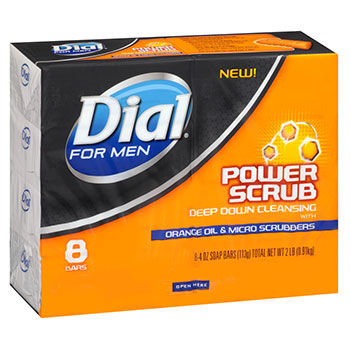 NEW!
Dial
FOR MEN
POWER
SCRUB
DEEP DOWN CLEANSING
WITH
ORANGE OIL & MICRO SCRUBBERS
8
BARS
8-4 OZ SOAP BARS (113g) TOTAL NET WT 2 LB (0.91kg)
OPEN HERE